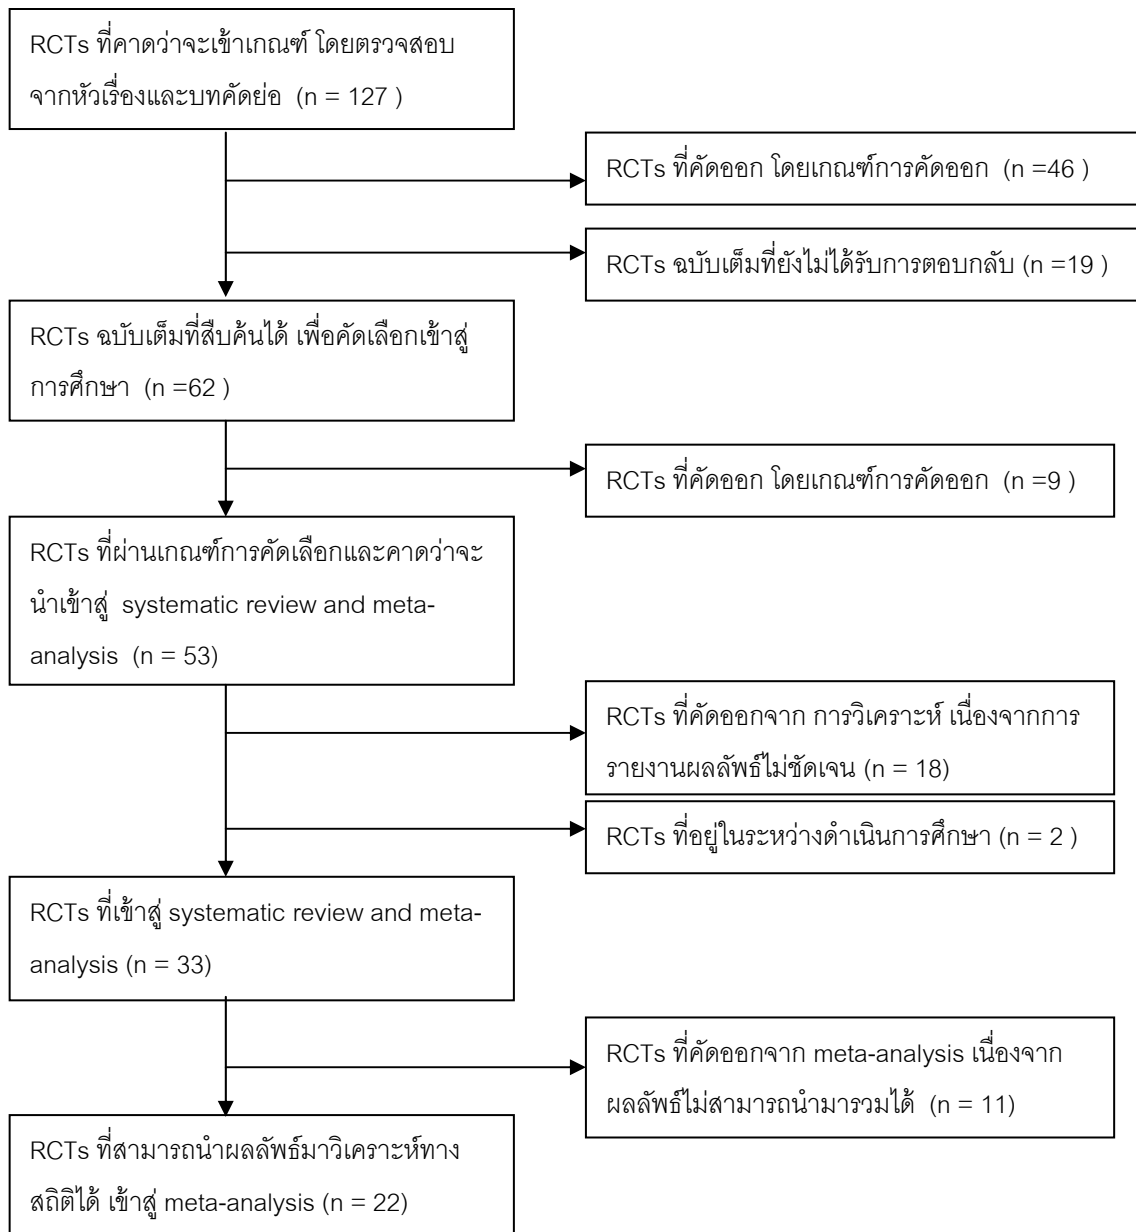 RCTs ที่คาดว่าจะเข้าเกณฑ์ โดยตรวจสอบ
จากหัวเรื่องและบทคัดย่อ (n = 127 )
RCTs ที่คัดออก โดยเกณฑ์การคัดออก (n =46 )
RCTs ฉบับเต็มที่ยังไม่ได้รับการตอบกลับ (n =19 )
RCTs ฉบับเต็มที่สืบค้นได้ เพื่อคัดเลือกเข้าสู่
การศึกษา (n =62 )
RCTs ที่คัดออก โดยเกณฑ์การคัดออก (n =9 )
RCTs ที่ผ่านเกณฑ์การคัดเลือกและคาดว่าจะ
นำเข้าสู่ systematic review and meta-
analysis (n = 53)
RCTs ที่คัดออกจาก การวิเคราะห์ เนื่องจากการ
รายงานผลลัพธ์ไม่ชัดเจน (n = 18)
RCTs ที่อยู่ในระหว่างดำเนินการศึกษา (n = 2 )
RCTs ที่เข้าสู่ systematic review and meta-
analysis (n = 33)
RCTs ที่คัดออกจาก meta-analysis เนื่องจาก
ผลลัพธ์ไม่สามารถนำมารวมได้ (n = 11)
RCTs ที่สามารถนำผลลัพธ์มาวิเคราะห์ทาง
สถิติได้ เข้าสู่ meta-analysis (n = 22)